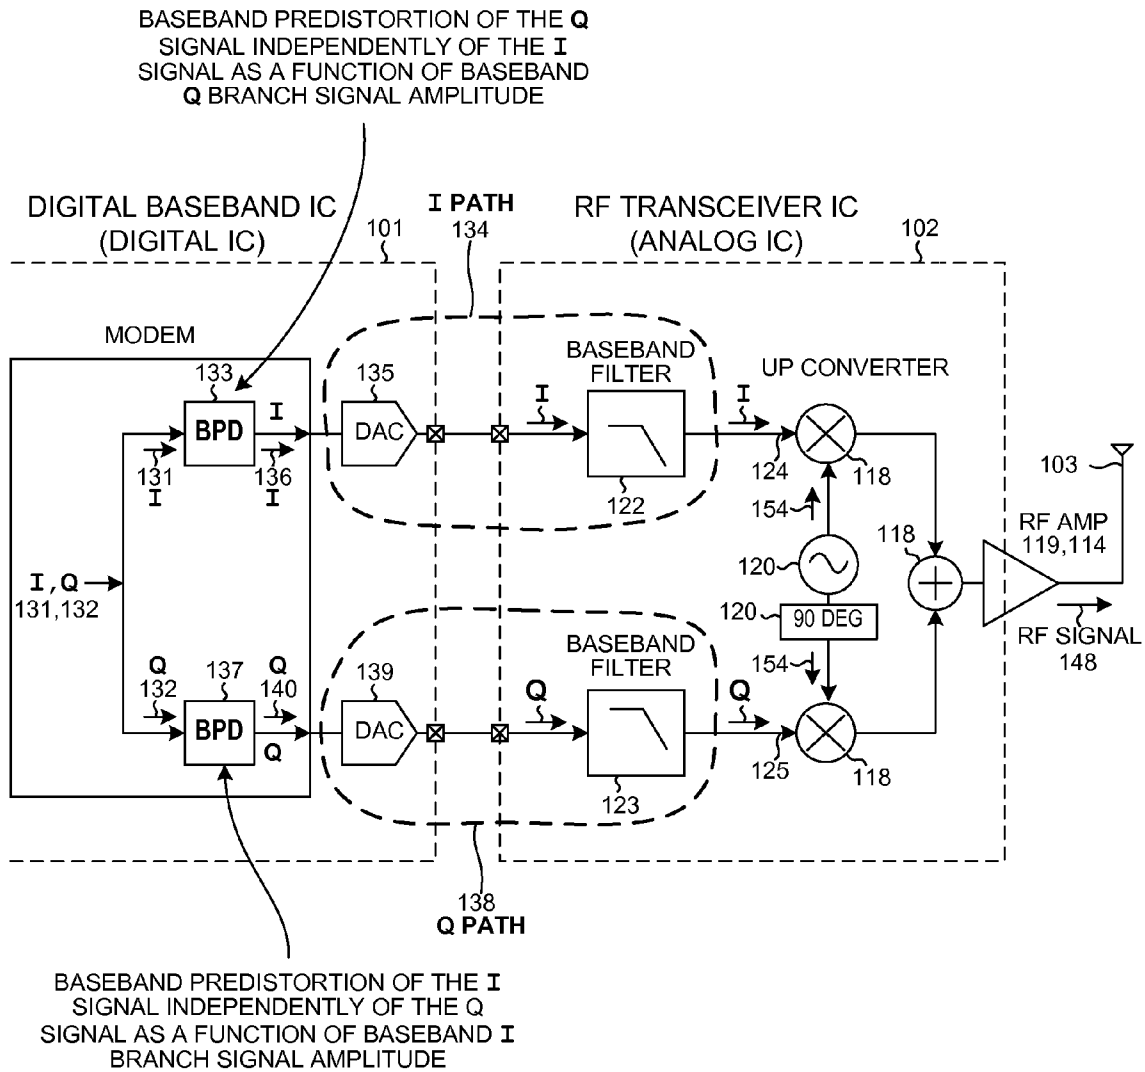 BASEBAND PREDISTORTION OF THE Q
SIGNAL INDEPENDENTLY OF THE I
SIGNAL AS A FUNCTION OF BASEBAND
Q BRANCH SIGNAL AMPLITUDE
DIGITAL BASEBAND IC
(DIGITAL IC)
101
I PATH
134
RF TRANSCEIVER IC
(ANALOG IC)
102
MODEM
133
BPD
I
131
I
136
I
135
DAC
I
BASEBAND
FILTER
122
I
UP CONVERTER
124
118
154
120
120
90 DEG
154
118
103
RF AMP
119,114
RF SIGNAL
148
I,Q
131,132
Q
132
137
BPD
Q
140
Q
139
DAC
Q
BASEBAND
FILTER
123
Q
125
118
138
Q PATH
BASEBAND PREDISTORTION OF THE I
SIGNAL INDEPENDENTLY OF THE Q
SIGNAL AS A FUNCTION OF BASEBAND I
BRANCH SIGNAL AMPLITUDE